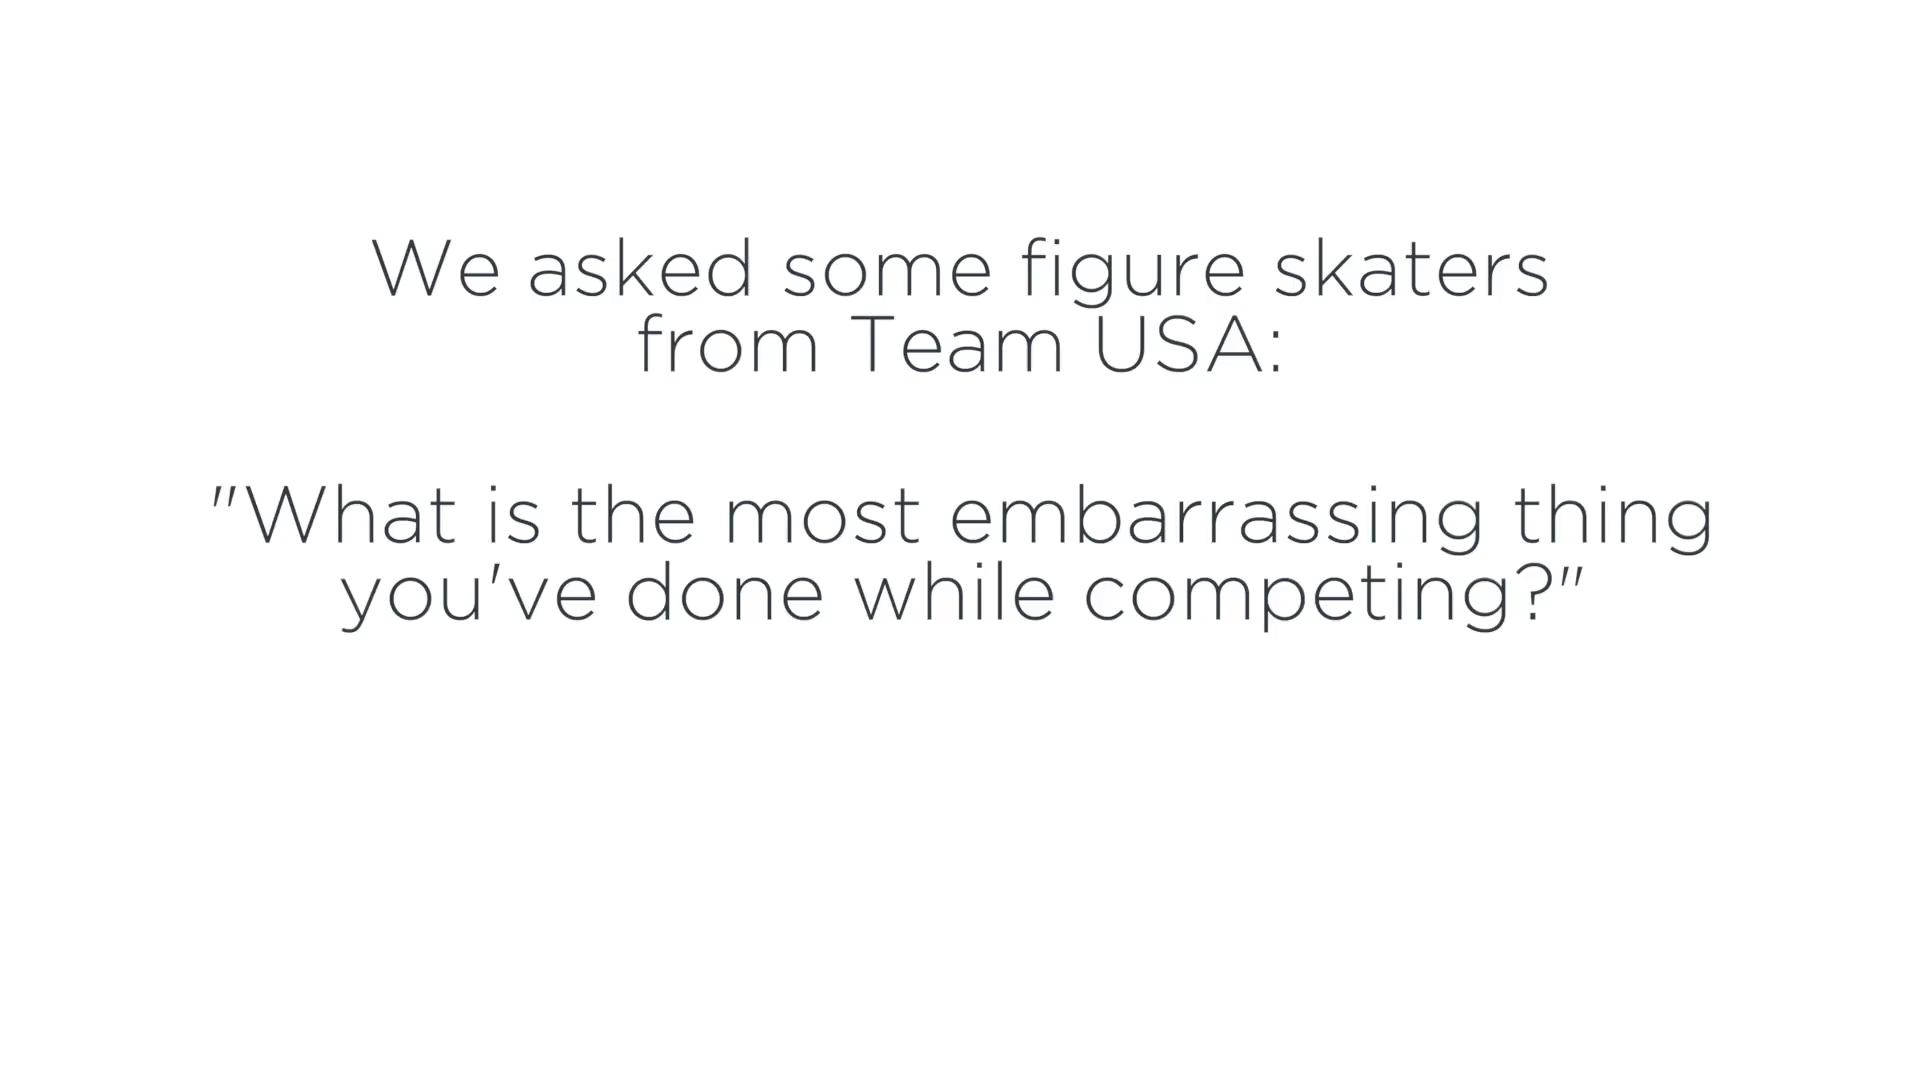 We asked some figure skaters
from Team USA:
"What is the most embarrassing thing
you've done while competing?"